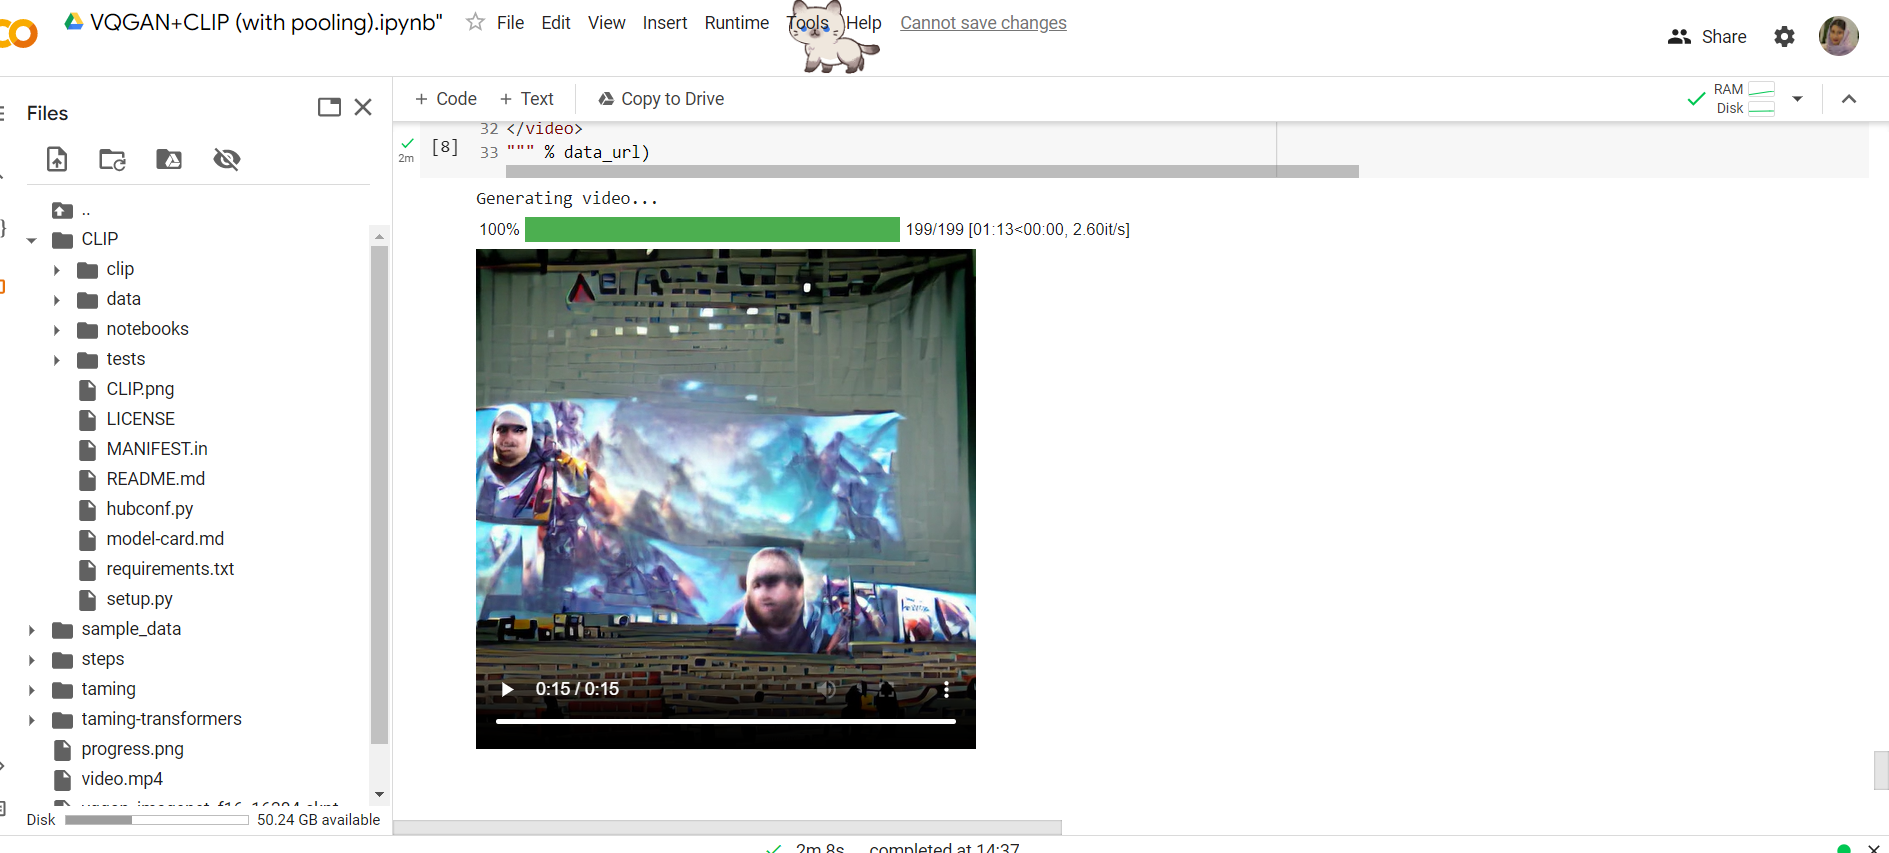 VQGAN+CLIP (with pooling).ipynb"
File Edit View Insert Runtime Tools Help Cannot save changes
Share
Files
+ Code + Text Copy to Drive
RAM
Disk
32 </video>
[8]
2m
33 """ % data_url)
Generating video...
100% 199/199 [01:13<00:00, 2.60it/s]
0:15 / 0:15
..
CLIP
clip
data
notebooks
tests
CLIP.png
LICENSE
MANIFEST.in
README.md
hubconf.py
model-card.md
requirements.txt
setup.py
sample_data
steps
taming
taming-transformers
progress.png
video.mp4
Disk 50.24 GB available
2m 8s completed at 14:37